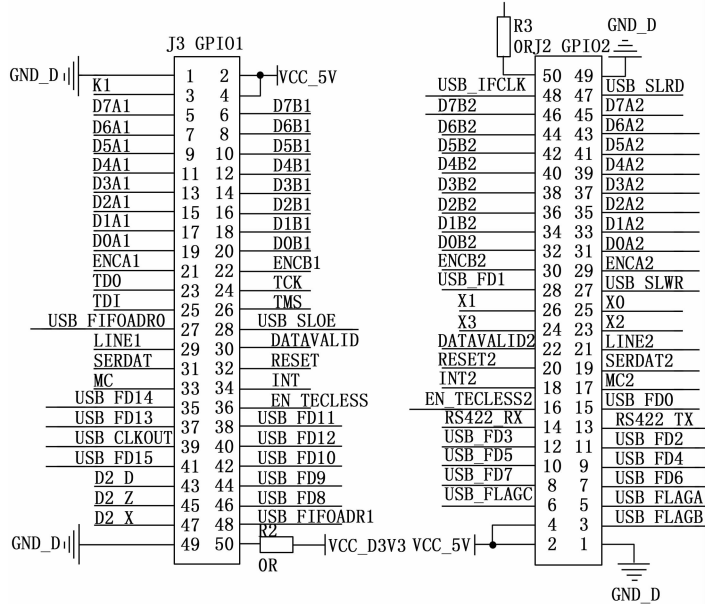 R3
0R
GND_D
J3 GPIO1
J2 GPIO2
GND_D 1 2 VCC_5V
K1 3 4
D7A1 5 6 D7B1
D6A1 7 8 D6B1
D5A1 9 10 D5B1
D4A1 11 12 D4B1
D3A1 13 14 D3B1
D2A1 15 16 D2B1
D1A1 17 18 D1B1
D0A1 19 20 D0B1
ENCA1 21 22 ENCB1
TDO 23 24 TCK
TDI 25 26 TMS
USB_FIFOADR0 27 28 USB_SLOE
LINE1 29 30 DATAVALID
SERDAT 31 32 RESET
MC 33 34 INT
USB_FD14 35 36 EN_TECLESS
USB_FD13 37 38 USB_FD11
USB_CLKOUT 39 40 USB_FD12
USB_FD15 41 42 USB_FD10
D2_D 43 44 USB_FD9
D2_Z 45 46 USB_FD8
D2_X 47 48 USB_FIFOADR1
GND_D 49 50 R2 0R VCC_D3V3
50 49
USB_IFCLK 48 47 USB_SLRD
D7B2 46 45 D7A2
D6B2 44 43 D6A2
D5B2 42 41 D5A2
D4B2 40 39 D4A2
D3B2 38 37 D3A2
D2B2 36 35 D2A2
D1B2 34 33 D1A2
D0B2 32 31 D0A2
ENCB2 30 29 ENCA2
USB_FD1 28 27 USB_SLWR
X1 26 25 X0
X3 24 23 X2
DATAVALID2 22 21 LINE2
RESET2 20 19 SERDAT2
INT2 18 17 MC2
EN_TECLESS2 16 15 USB_FD0
RS422_RX 14 13 RS422_TX
USB_FD3 12 11 USB_FD2
USB_FD5 10 9 USB_FD4
USB_FD7 8 7 USB_FD6
USB_FLAGC 6 5 USB_FLAGA
4 3 USB_FLAGB
VCC_5V 2 1
GND_D